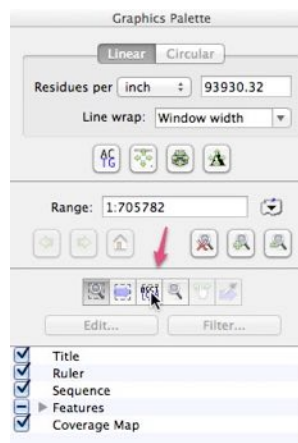 Graphics Palette
Linear Circular
Residues per inch 93930.32
Line wrap: Window width
Range: 1:705782
Edit... Filter...
Title
Ruler
Sequence
Features
Coverage Map